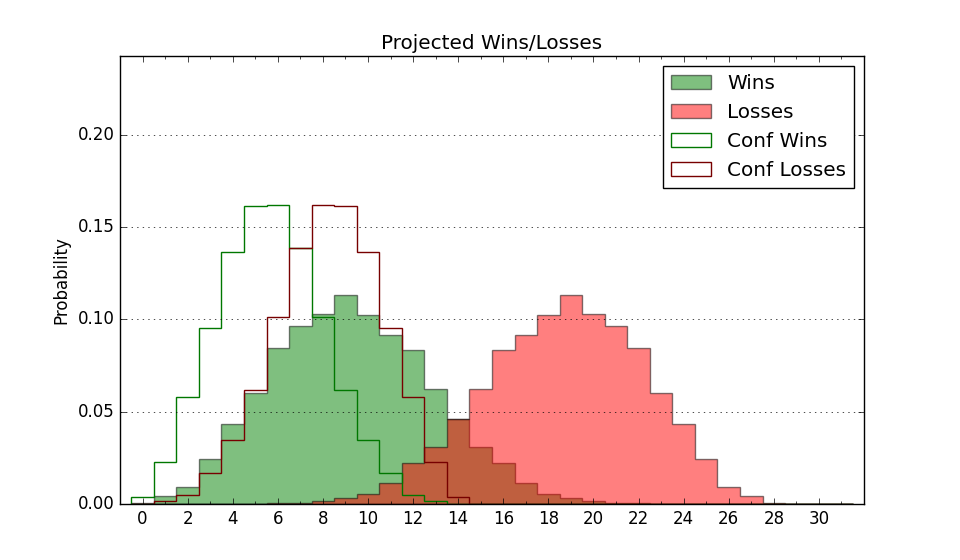 Projected Wins/Losses
Wins
Losses
Conf Wins
Conf Losses
Probability
0.20
0.15
0.10
0.05
0.00
0 2 4 6 8 10 12 14 16 18 20 22 24 26 28 30